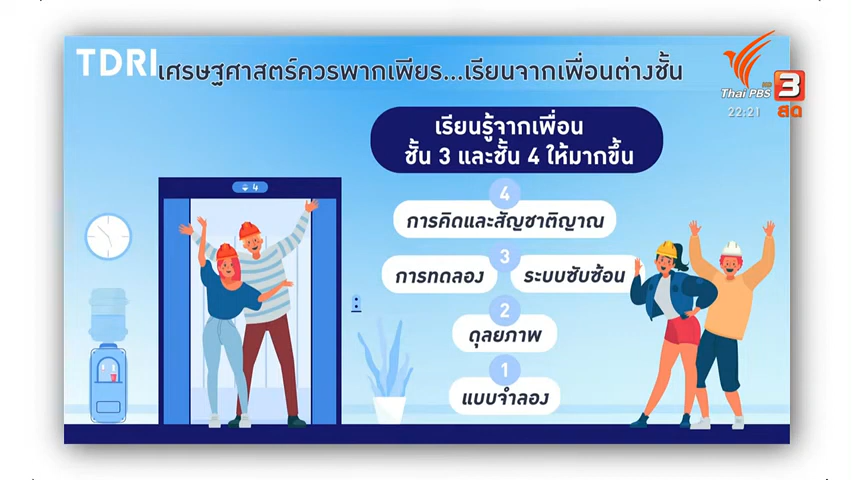 TDRI เศรษฐศาสตร์ควรพากเพียร...เรียนจากเพื่อนต่างชั้น
Thai PBS HD 3
22:21 สด
เรียนรู้จากเพื่อน
ชั้น 3 และชั้น 4 ให้มากขึ้น
4
4
การคิดและสัญชาติญาณ
3
การทดลอง ระบบซับซ้อน
2
ดุลยภาพ
1
แบบจำลอง